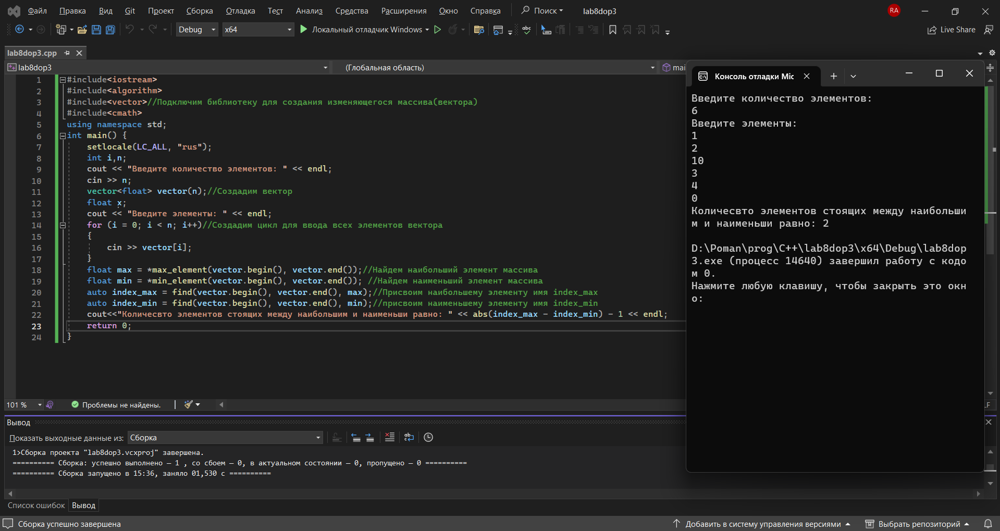 Файл Правка Вид Git Проект Сборка Отладка Тест Анализ Средства Расширения Окно Справка Поиск lab8dop3 RA
Debug x64 Локальный отладчик Windows Live Share
lab8dop3.cpp
lab8dop3 (Глобальная область) mai
1 #include<iostream>
2 #include<algorithm>
3 #include<vector>//Подключим библиотеку для создания изменяющегося массива(вектора)
4 #include<cmath>
5 using namespace std;
6 int main() {
7 setlocale(LC_ALL, "rus");
8 int i,n;
9 cout << "Введите количество элементов: " << endl;
10 cin >> n;
11 vector<float> vector(n);//Создадим вектор
12 float x;
13 cout << "Введите элементы: " << endl;
14 for (i = 0; i < n; i++)//Создадим цикл для ввода всех элементов вектора
15 {
16 cin >> vector[i];
17 }
18 float max = *max_element(vector.begin(), vector.end());//Найдем наибольший элемент массива
19 float min = *min_element(vector.begin(), vector.end()); //Найдем наименьший элемент массива
20 auto index_max = find(vector.begin(), vector.end(), max);//Присвоим наибольшему элементу имя index_max
21 auto index_min = find(vector.begin(), vector.end(), min);//присвоим наименьшему элементу имя index_min
22 cout<<"Количесвто элементов стоящих между наибольшим и наименьши равно: " << abs(index_max - index_min) - 1 << endl;
23 return 0;
24 }
Консоль отладки Mic
Введите количество элементов:
6
Введите элементы:
1
2
10
3
4
0
Количесвто элементов стоящих между наибольши
м и наименьши равно: 2
D:\Poman\prog\C++\lab8dop3\x64\Debug\lab8dop
3.exe (процесс 14640) завершил работу с кодо
м 0.
Нажмите любую клавишу, чтобы закрыть это окн
о:
101 % Проблемы не найдены. LF
Вывод
Показать выходные данные из: Сборка
1>Сборка проекта "lab8dop3.vcxproj" завершена.
========== Сборка: успешно выполнено — 1 , со сбоем — 0, в актуальном состоянии — 0, пропущено — 0 ==========
========== Сборка запущено в 15:36, заняло 01,530 с ==========
Список ошибок Вывод
Сборка успешно завершена Добавить в систему управления версиями Выбрать репозиторий